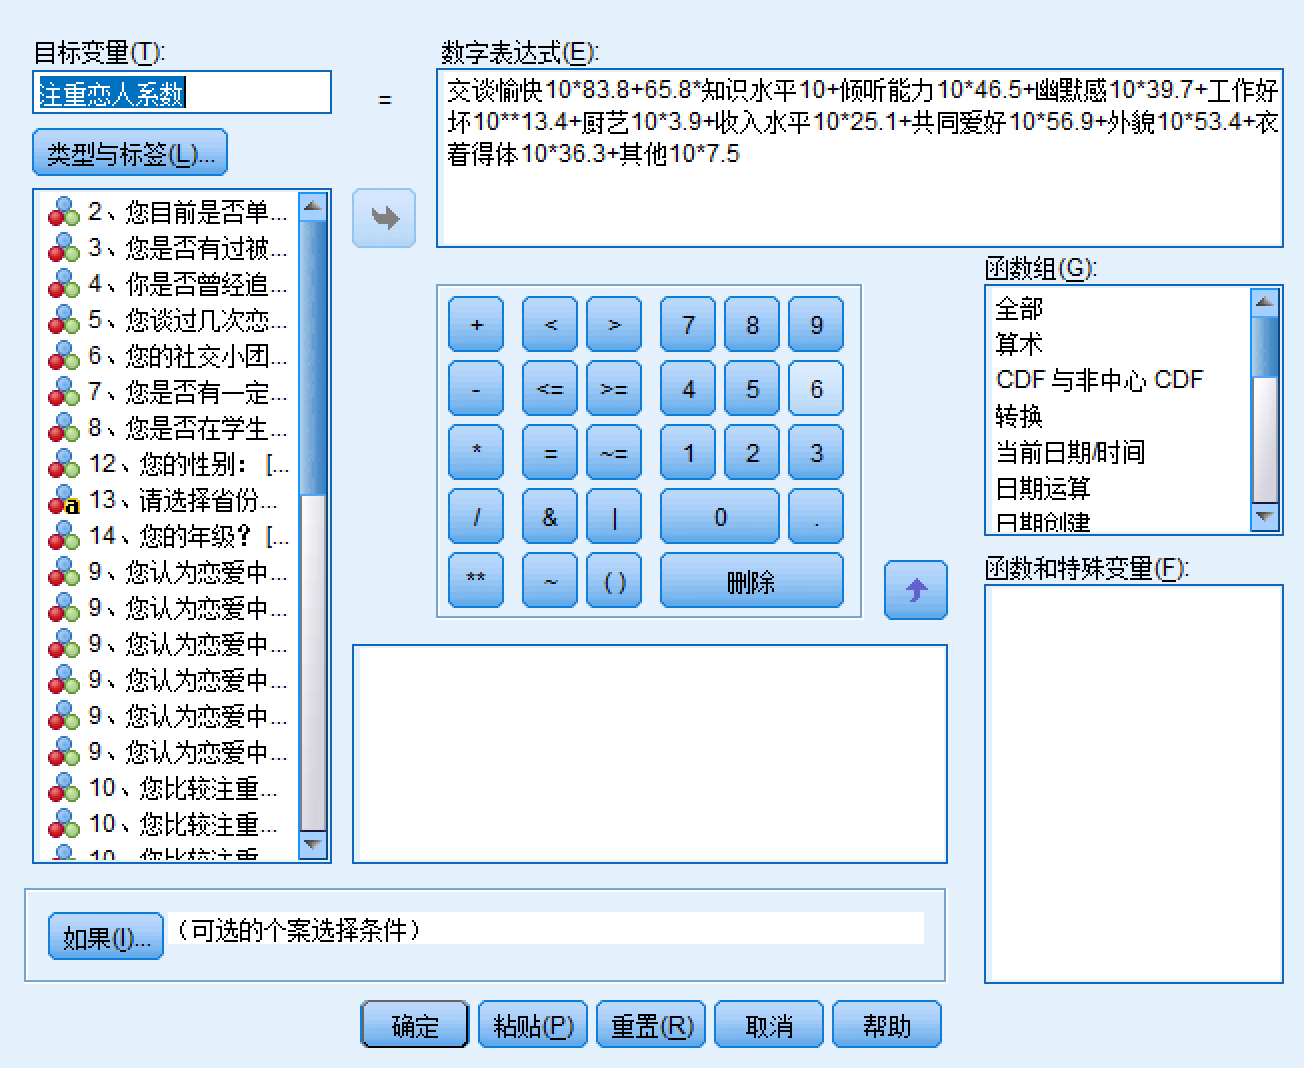 目标变量(T):
注重恋人系数
类型与标签(L)...
=
数字表达式(E):
交谈愉快10*83.8+65.8*知识水平10+倾听能力10*46.5+幽默感10*39.7+工作好
坏10**13.4+厨艺10*3.9+收入水平10*25.1+共同爱好10*56.9+外貌10*53.4+衣
着得体10*36.3+其他10*7.5
2、您目前是否单...
3、您是否有过被...
4、你是否曾经追...
5、您谈过几次恋...
6、您的社交小团...
7、您是否有一定...
8、您是否在学生...
12、您的性别： [...
13、请选择省份...
14、您的年级？ [...
9、您认为恋爱中...
9、您认为恋爱中...
9、您认为恋爱中...
9、您认为恋爱中...
9、您认为恋爱中...
9、您认为恋爱中...
10、您比较注重...
10、您比较注重...
10、您比较注重...
+ < > 7 8 9
- <= >= 4 5 6
* = ~= 1 2 3
/ & | 0 .
** ~ ( ) 删除
函数组(G):
全部
算术
CDF 与非中心 CDF
转换
当前日期/时间
日期运算
日期创建
函数和特殊变量(F):
如果(I)...
（可选的个案选择条件）
确定
粘贴(P)
重置(R)
取消
帮助